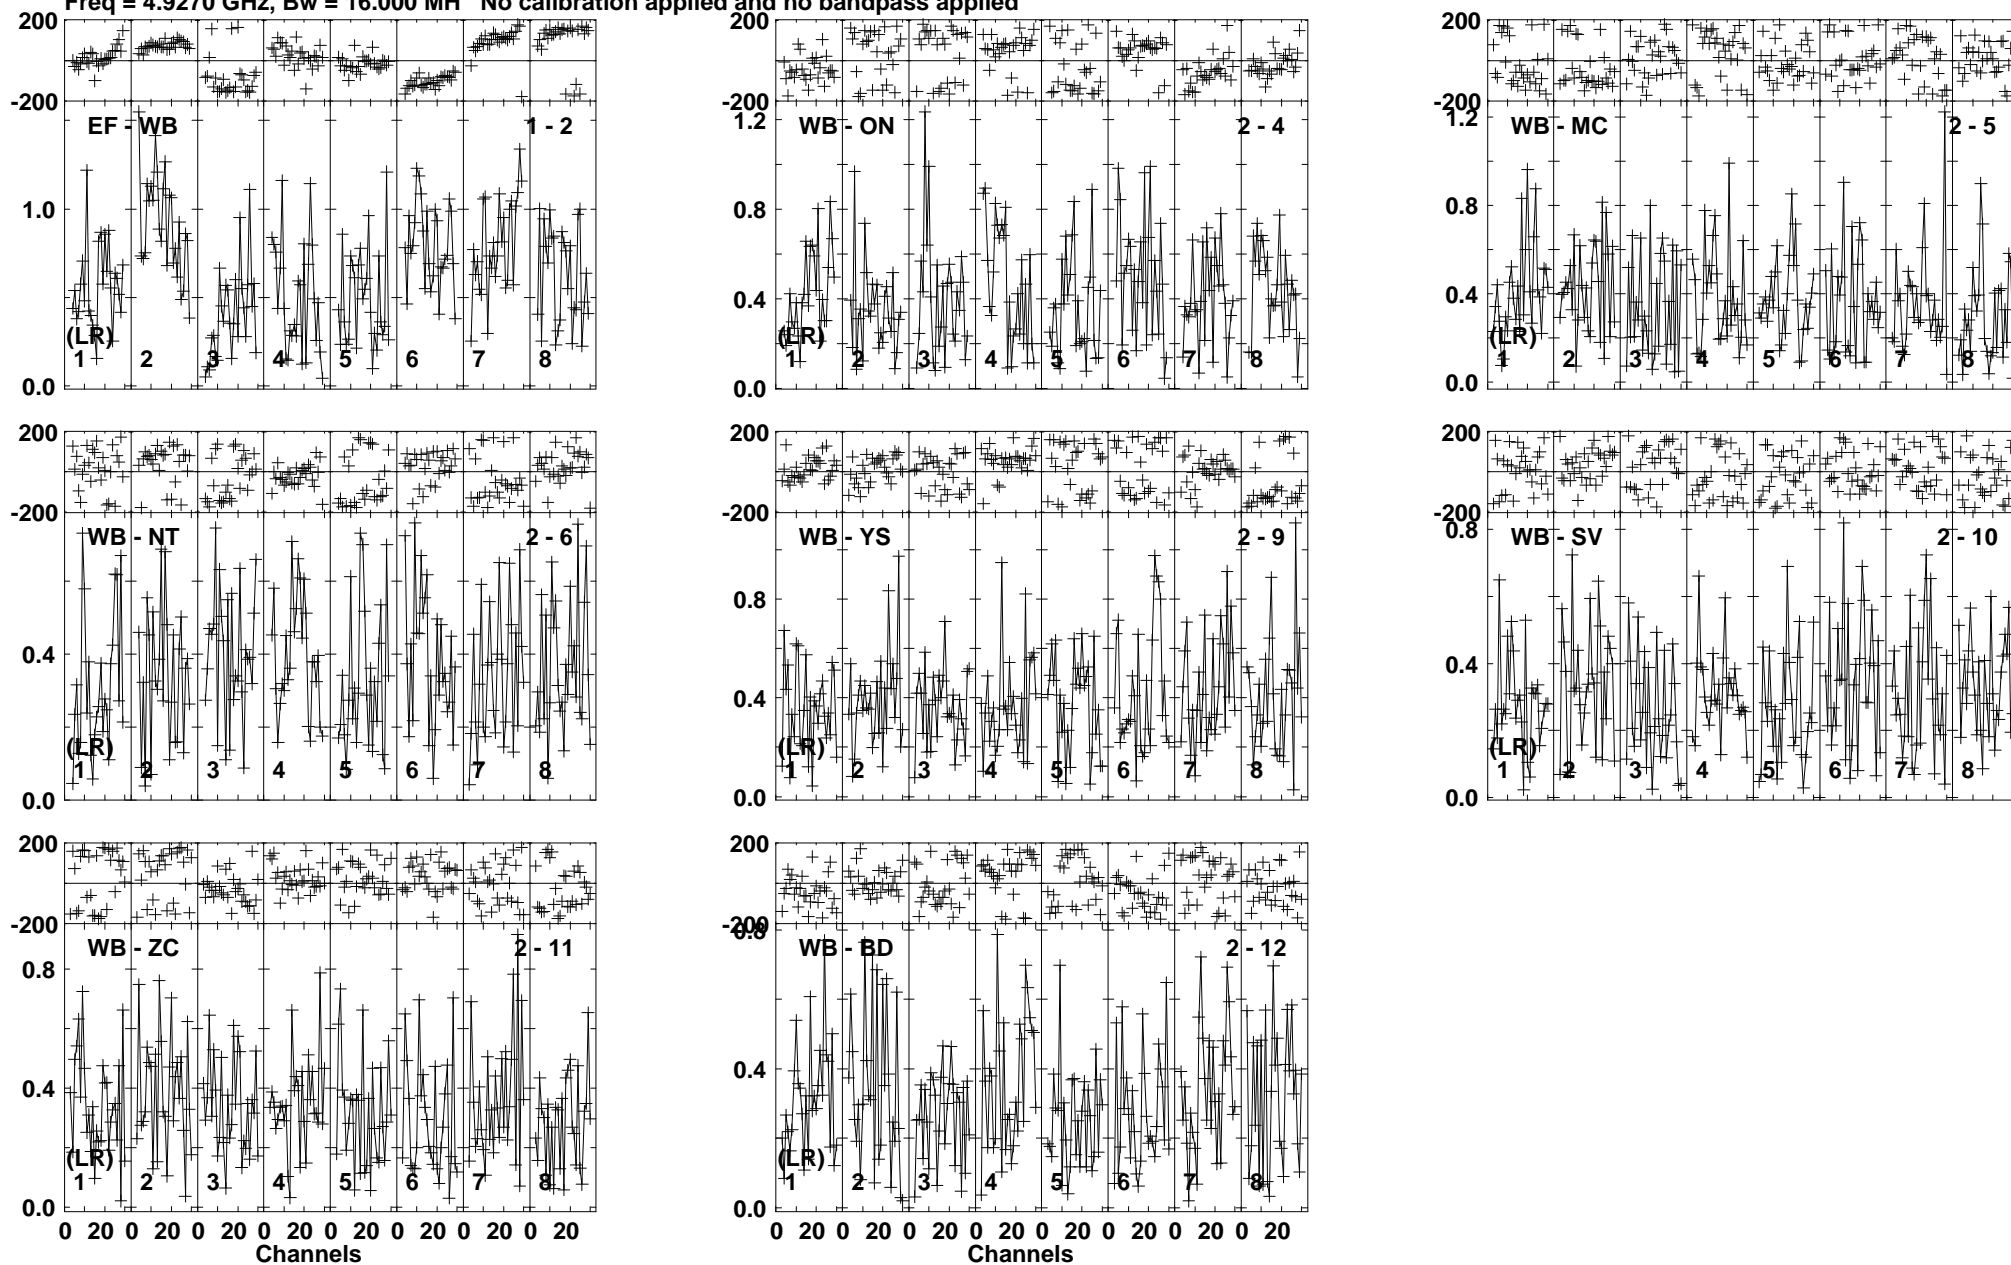 Freq = 4.9270 GHz, Bw = 16.000 MH No calibration applied and no bandpass applied
200
-200
EF - WB
1 - 2
1.0
(LR)
1 2 3 4 5 6 7 8
0.0
200
-200
1.2
WB - ON
2 - 4
0.8
0.4
(LR)
1 2 3 4 5 6 7 8
0.0
200
-200
1.2
WB - MC
2 - 5
0.8
0.4
(LR)
1 2 3 4 5 6 7 8
0.0
200
-200
WB - NT
2 - 6
0.4
(LR)
1 2 3 4 5 6 7 8
0.0
200
-200
WB - YS
2 - 9
0.8
0.4
(LR)
1 2 3 4 5 6 7 8
0.0
200
-200
0.8
WB - SV
2 - 10
0.4
(LR)
1 2 3 4 5 6 7 8
0.0
200
-200
WB - ZC
2 - 11
0.8
0.4
(LR)
1 2 3 4 5 6 7 8
0.0
0 20 0 20 0 20 0 20 0 20 0 20 0 20 0 20
Channels
200
-200
0.8
WB - BD
2 - 12
0.4
(LR)
1 2 3 4 5 6 7 8
0.0
0 20 0 20 0 20 0 20 0 20 0 20 0 20 0 20
Channels